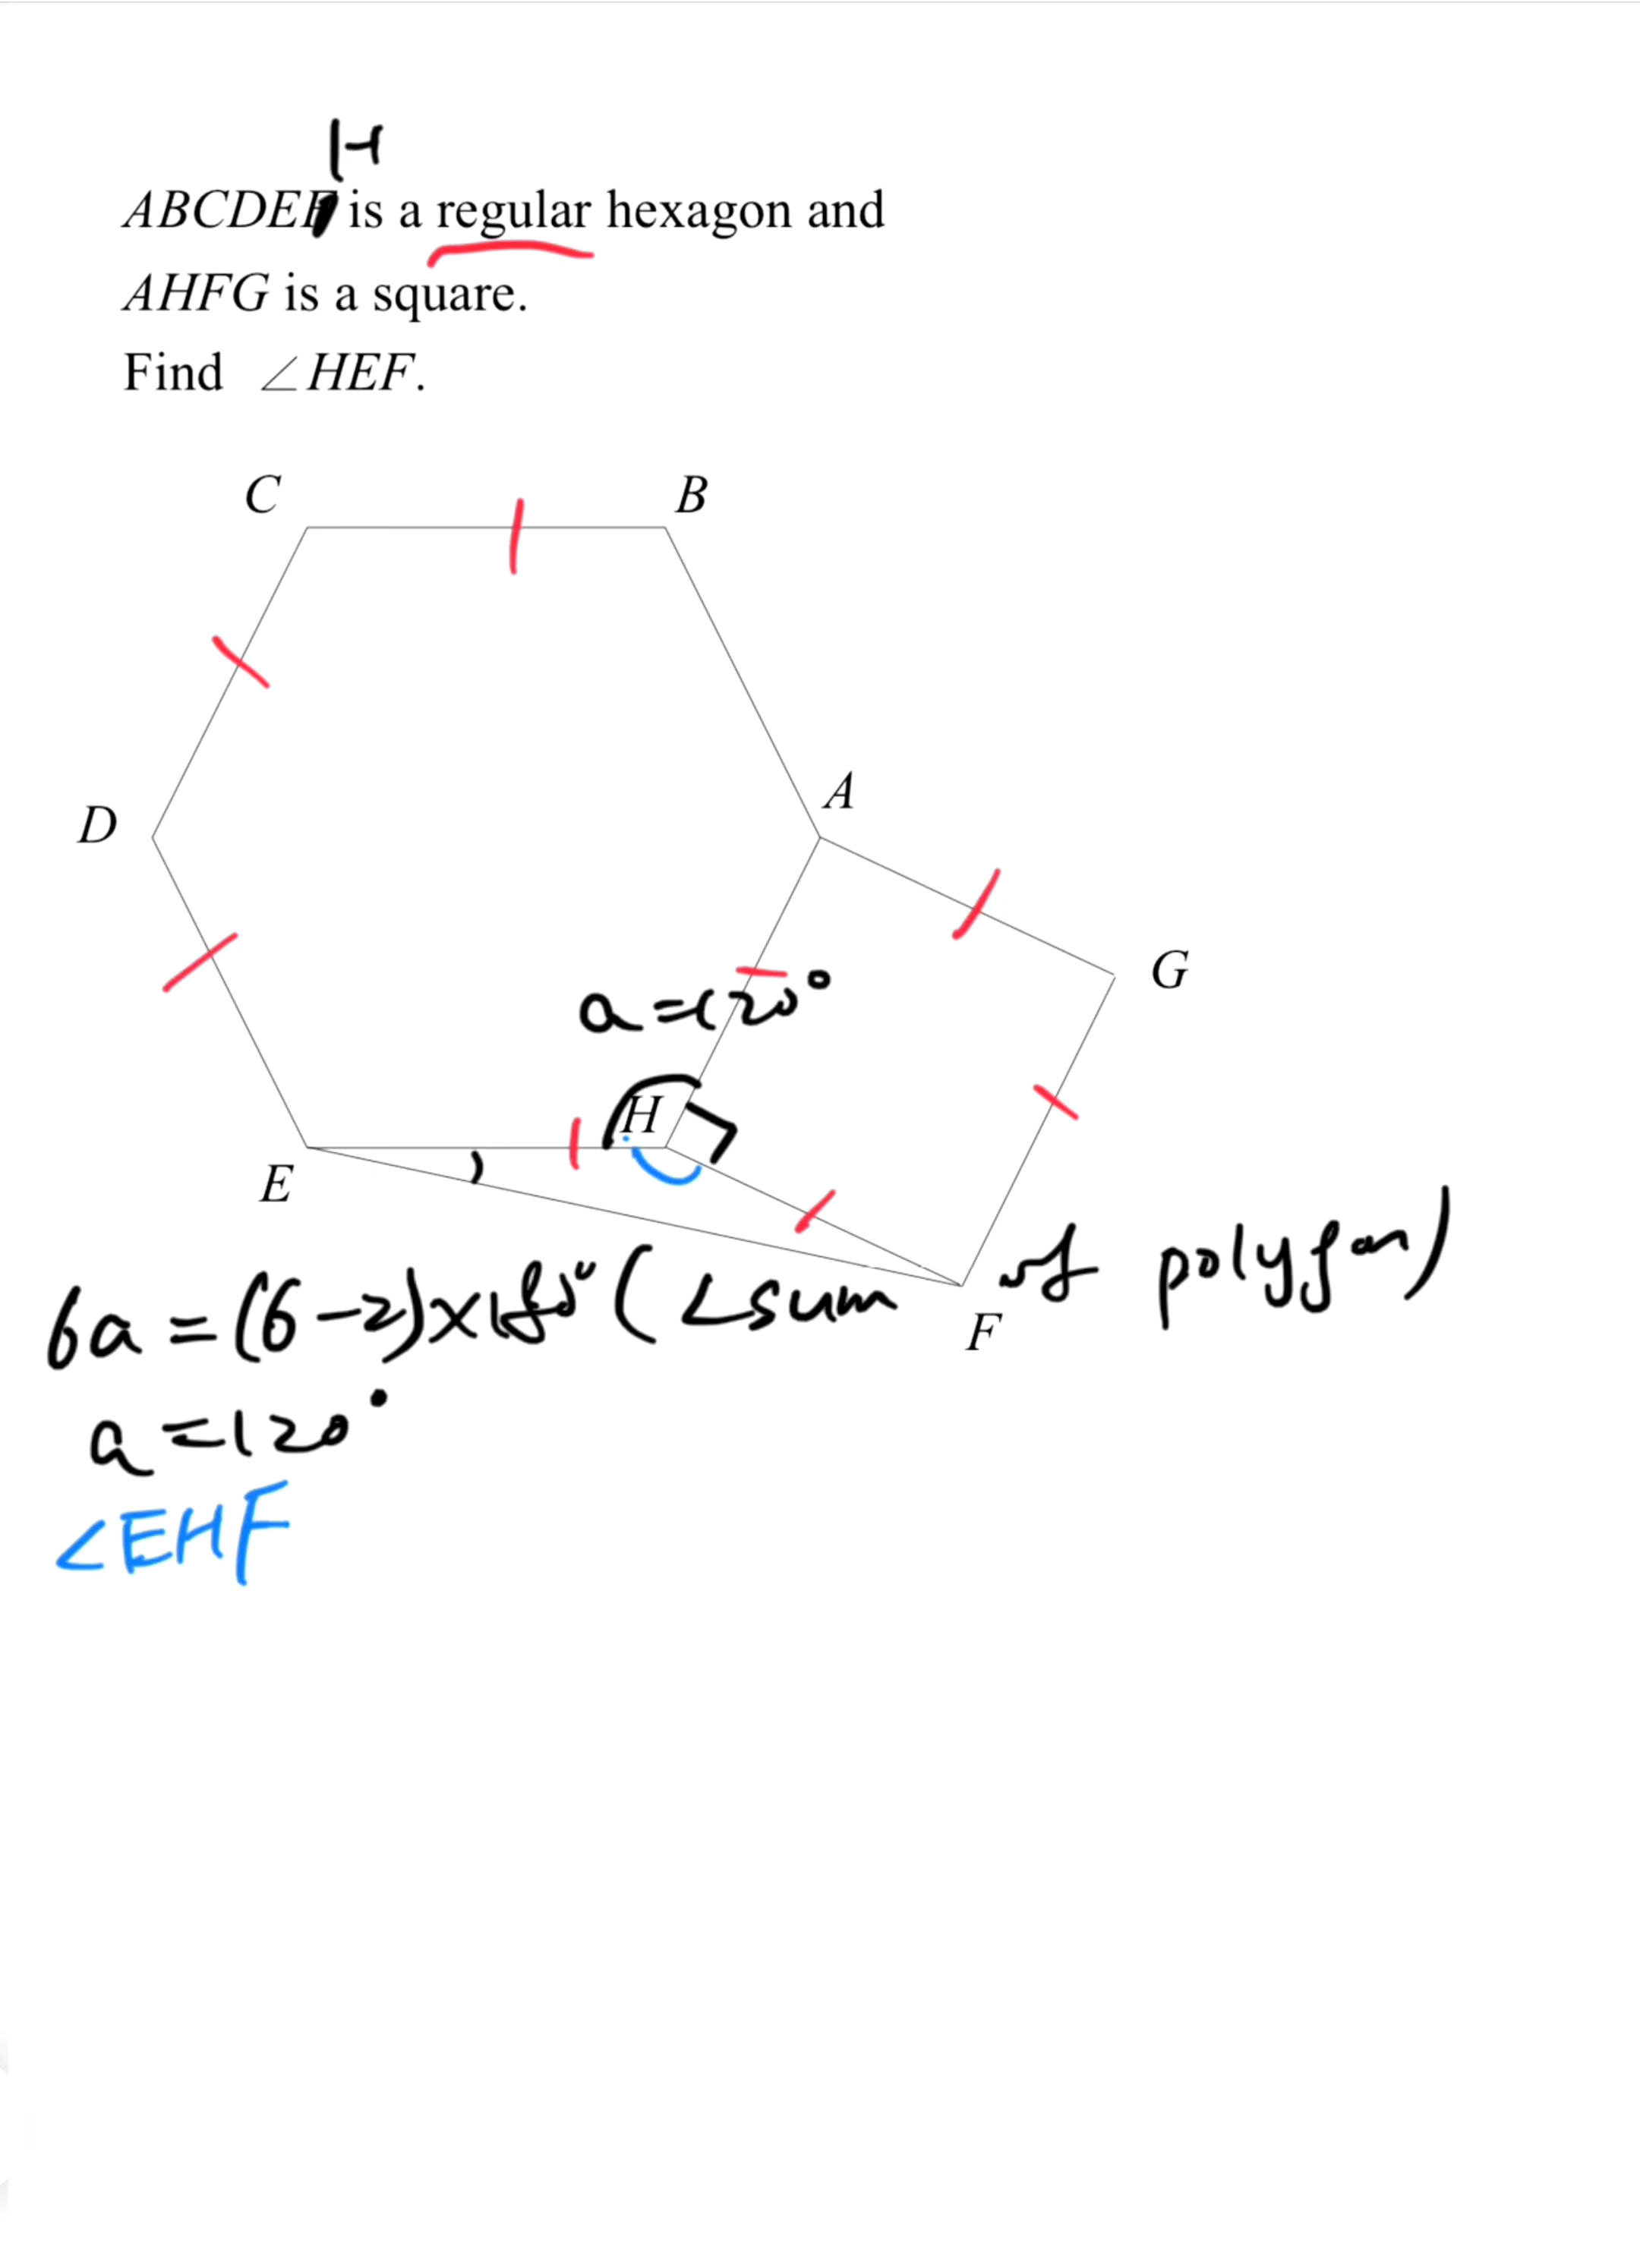 H
ABCDEF is a regular hexagon and
AHFG is a square.
Find ∠HEF.
C
B
A
D
G
a=120°
H
E
F
6a=(6-2)×180° (∠sum of polygon)
a=120°
∠EHF